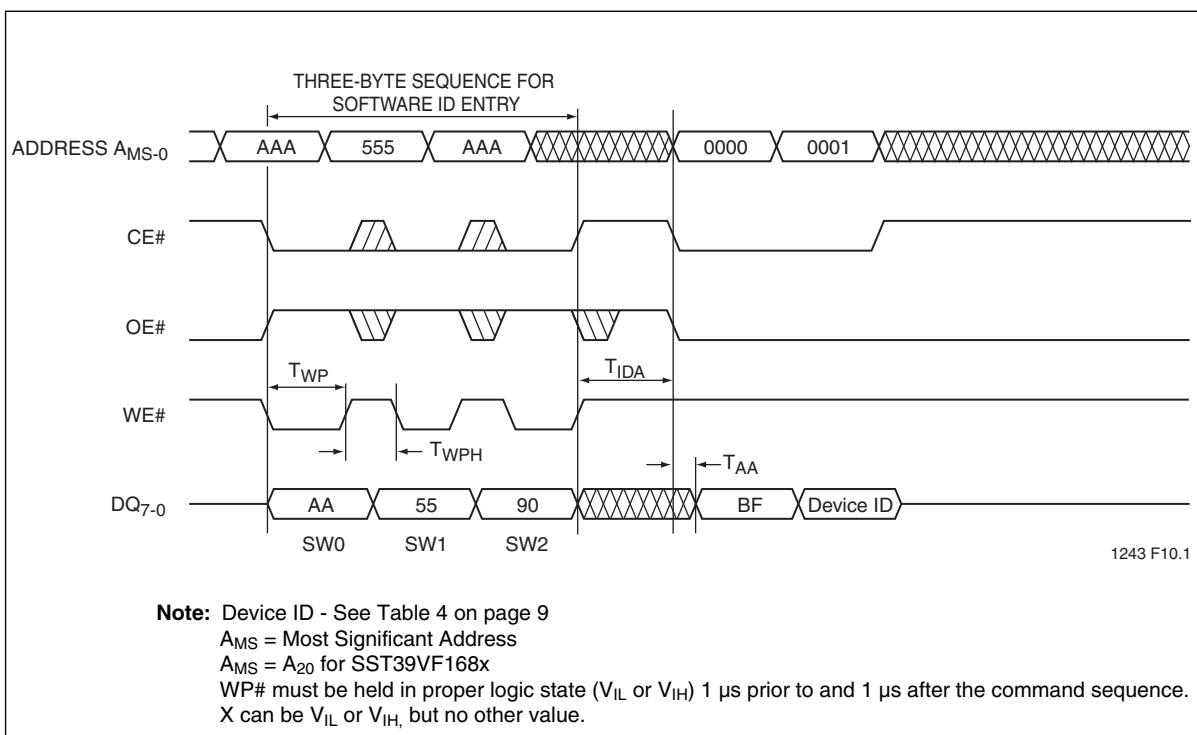 THREE-BYTE SEQUENCE FOR
SOFTWARE ID ENTRY
ADDRESS AMS-0
AAA
555
AAA
0000
0001
CE#
OE#
TWP
TIDA
WE#
TWPH
TAA
DQ7-0
AA
55
90
BF
Device ID
SW0
SW1
SW2
1243 F10.1
Note: Device ID - See Table 4 on page 9
AMS = Most Significant Address
AMS = A20 for SST39VF168x
WP# must be held in proper logic state (VIL or VIH) 1 µs prior to and 1 µs after the command sequence.
X can be VIL or VIH, but no other value.